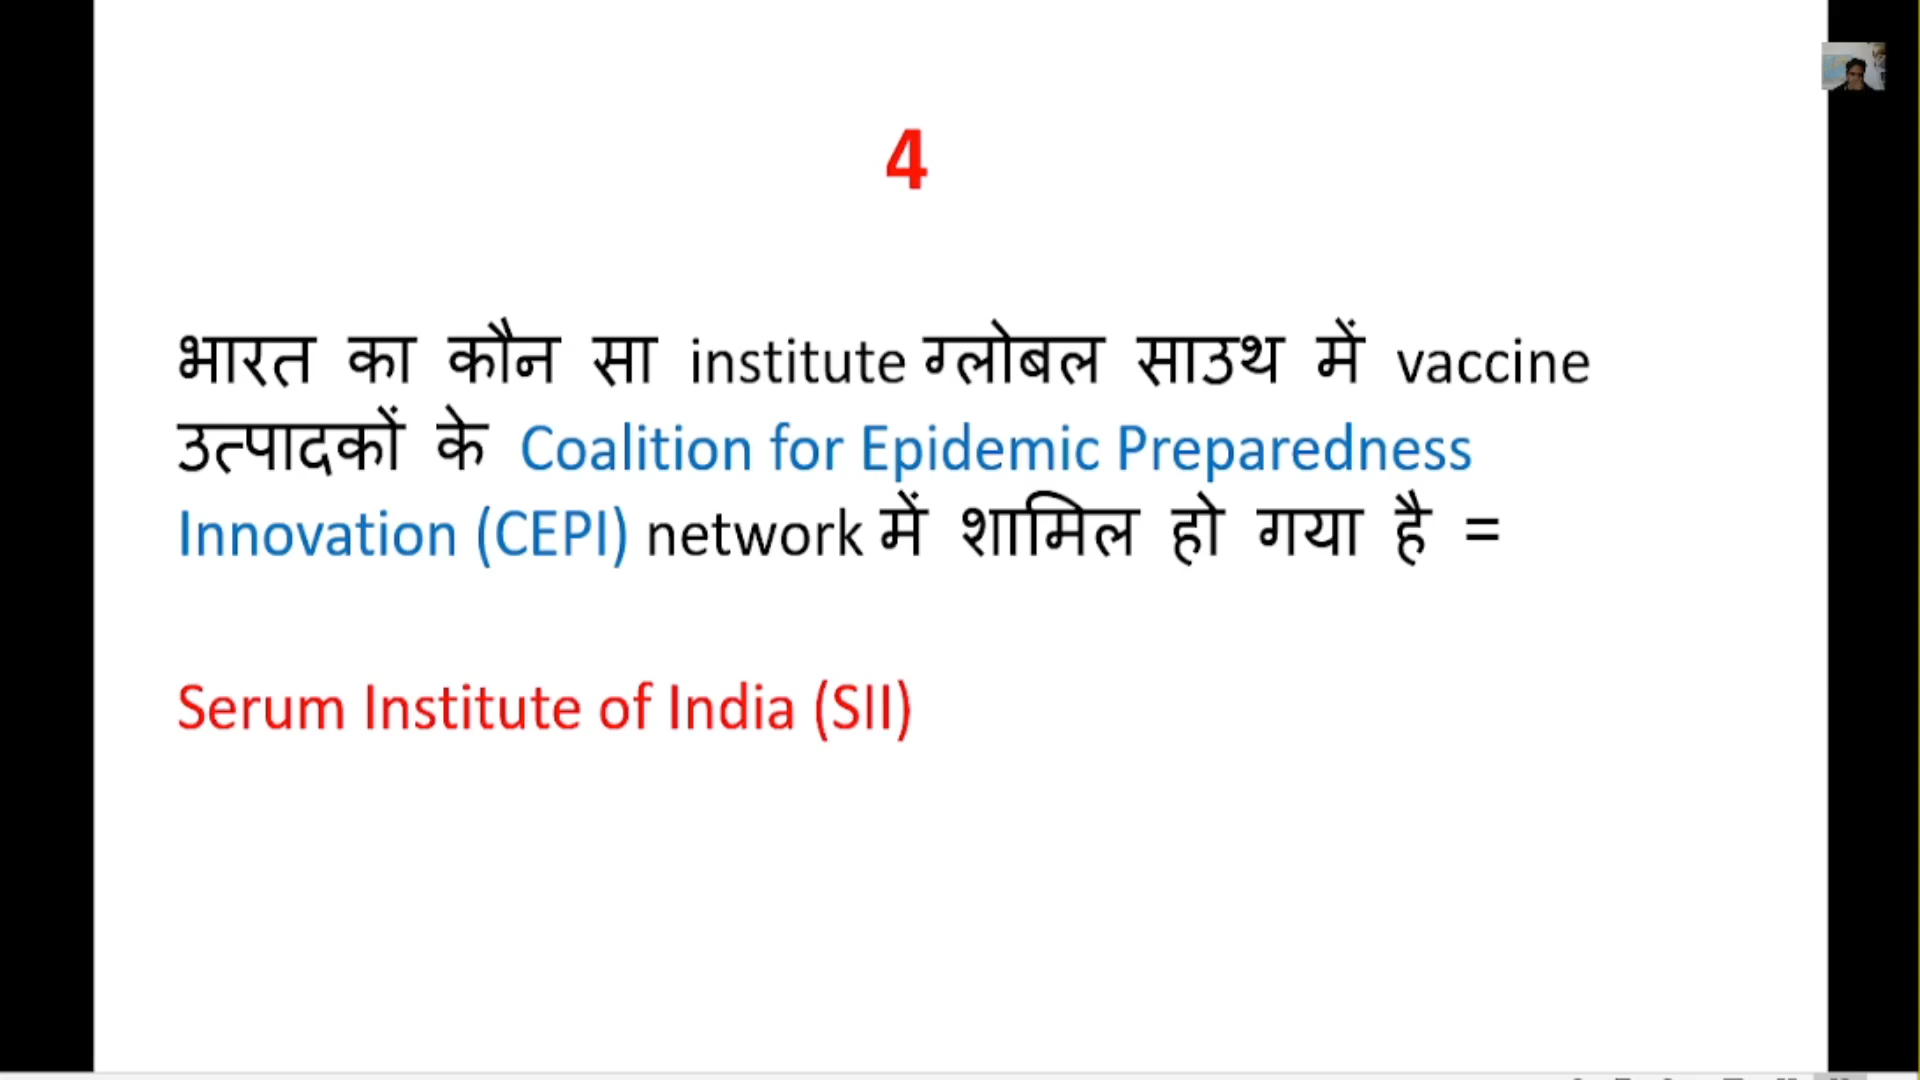 4
भारत का कौन सा institute ग्लोबल साउथ में vaccine
उत्पादकों के Coalition for Epidemic Preparedness
Innovation (CEPI) network में शामिल हो गया है =
Serum Institute of India (SII)